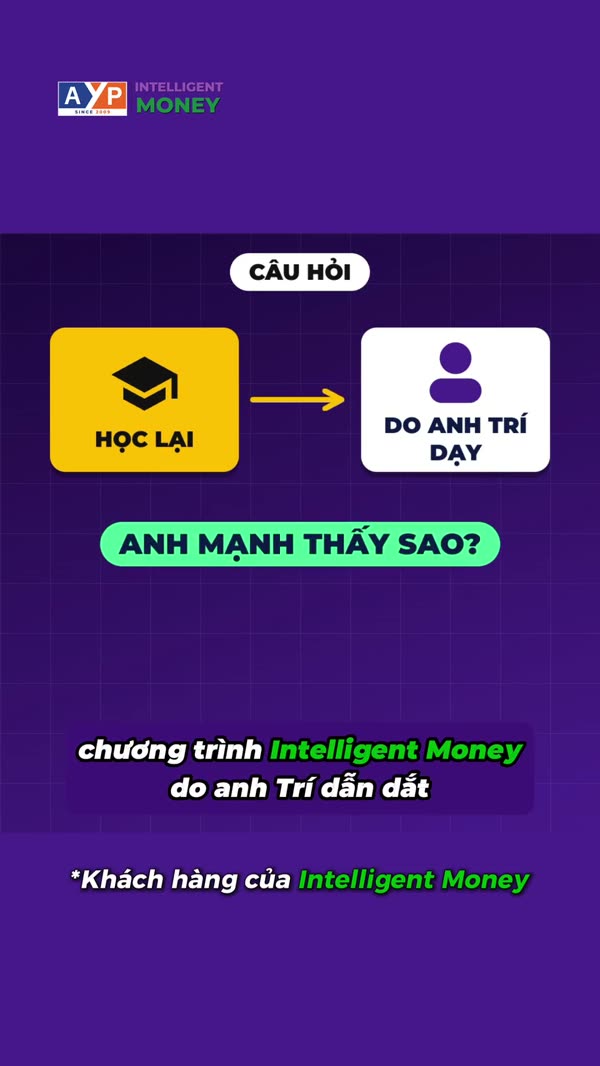 AYP
SINCE 2009
INTELLIGENT
MONEY
CÂU HỎI
HỌC LẠI
DO ANH TRÍ
DẠY
ANH MẠNH THẤY SAO?
chương trình Intelligent Money
do anh Trí dẫn dắt
*Khách hàng của Intelligent Money